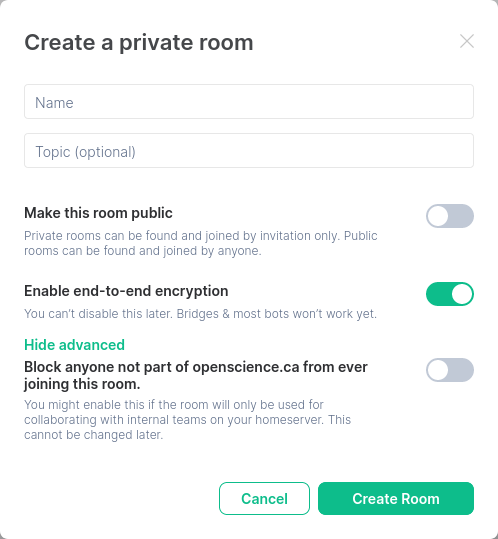 Create a private room
Name
Topic (optional)
Make this room public
Private rooms can be found and joined by invitation only. Public
rooms can be found and joined by anyone.
Enable end-to-end encryption
You can’t disable this later. Bridges & most bots won’t work yet.
Hide advanced
Block anyone not part of openscience.ca from ever
joining this room.
You might enable this if the room will only be used for
collaborating with internal teams on your homeserver. This
cannot be changed later.
Cancel
Create Room